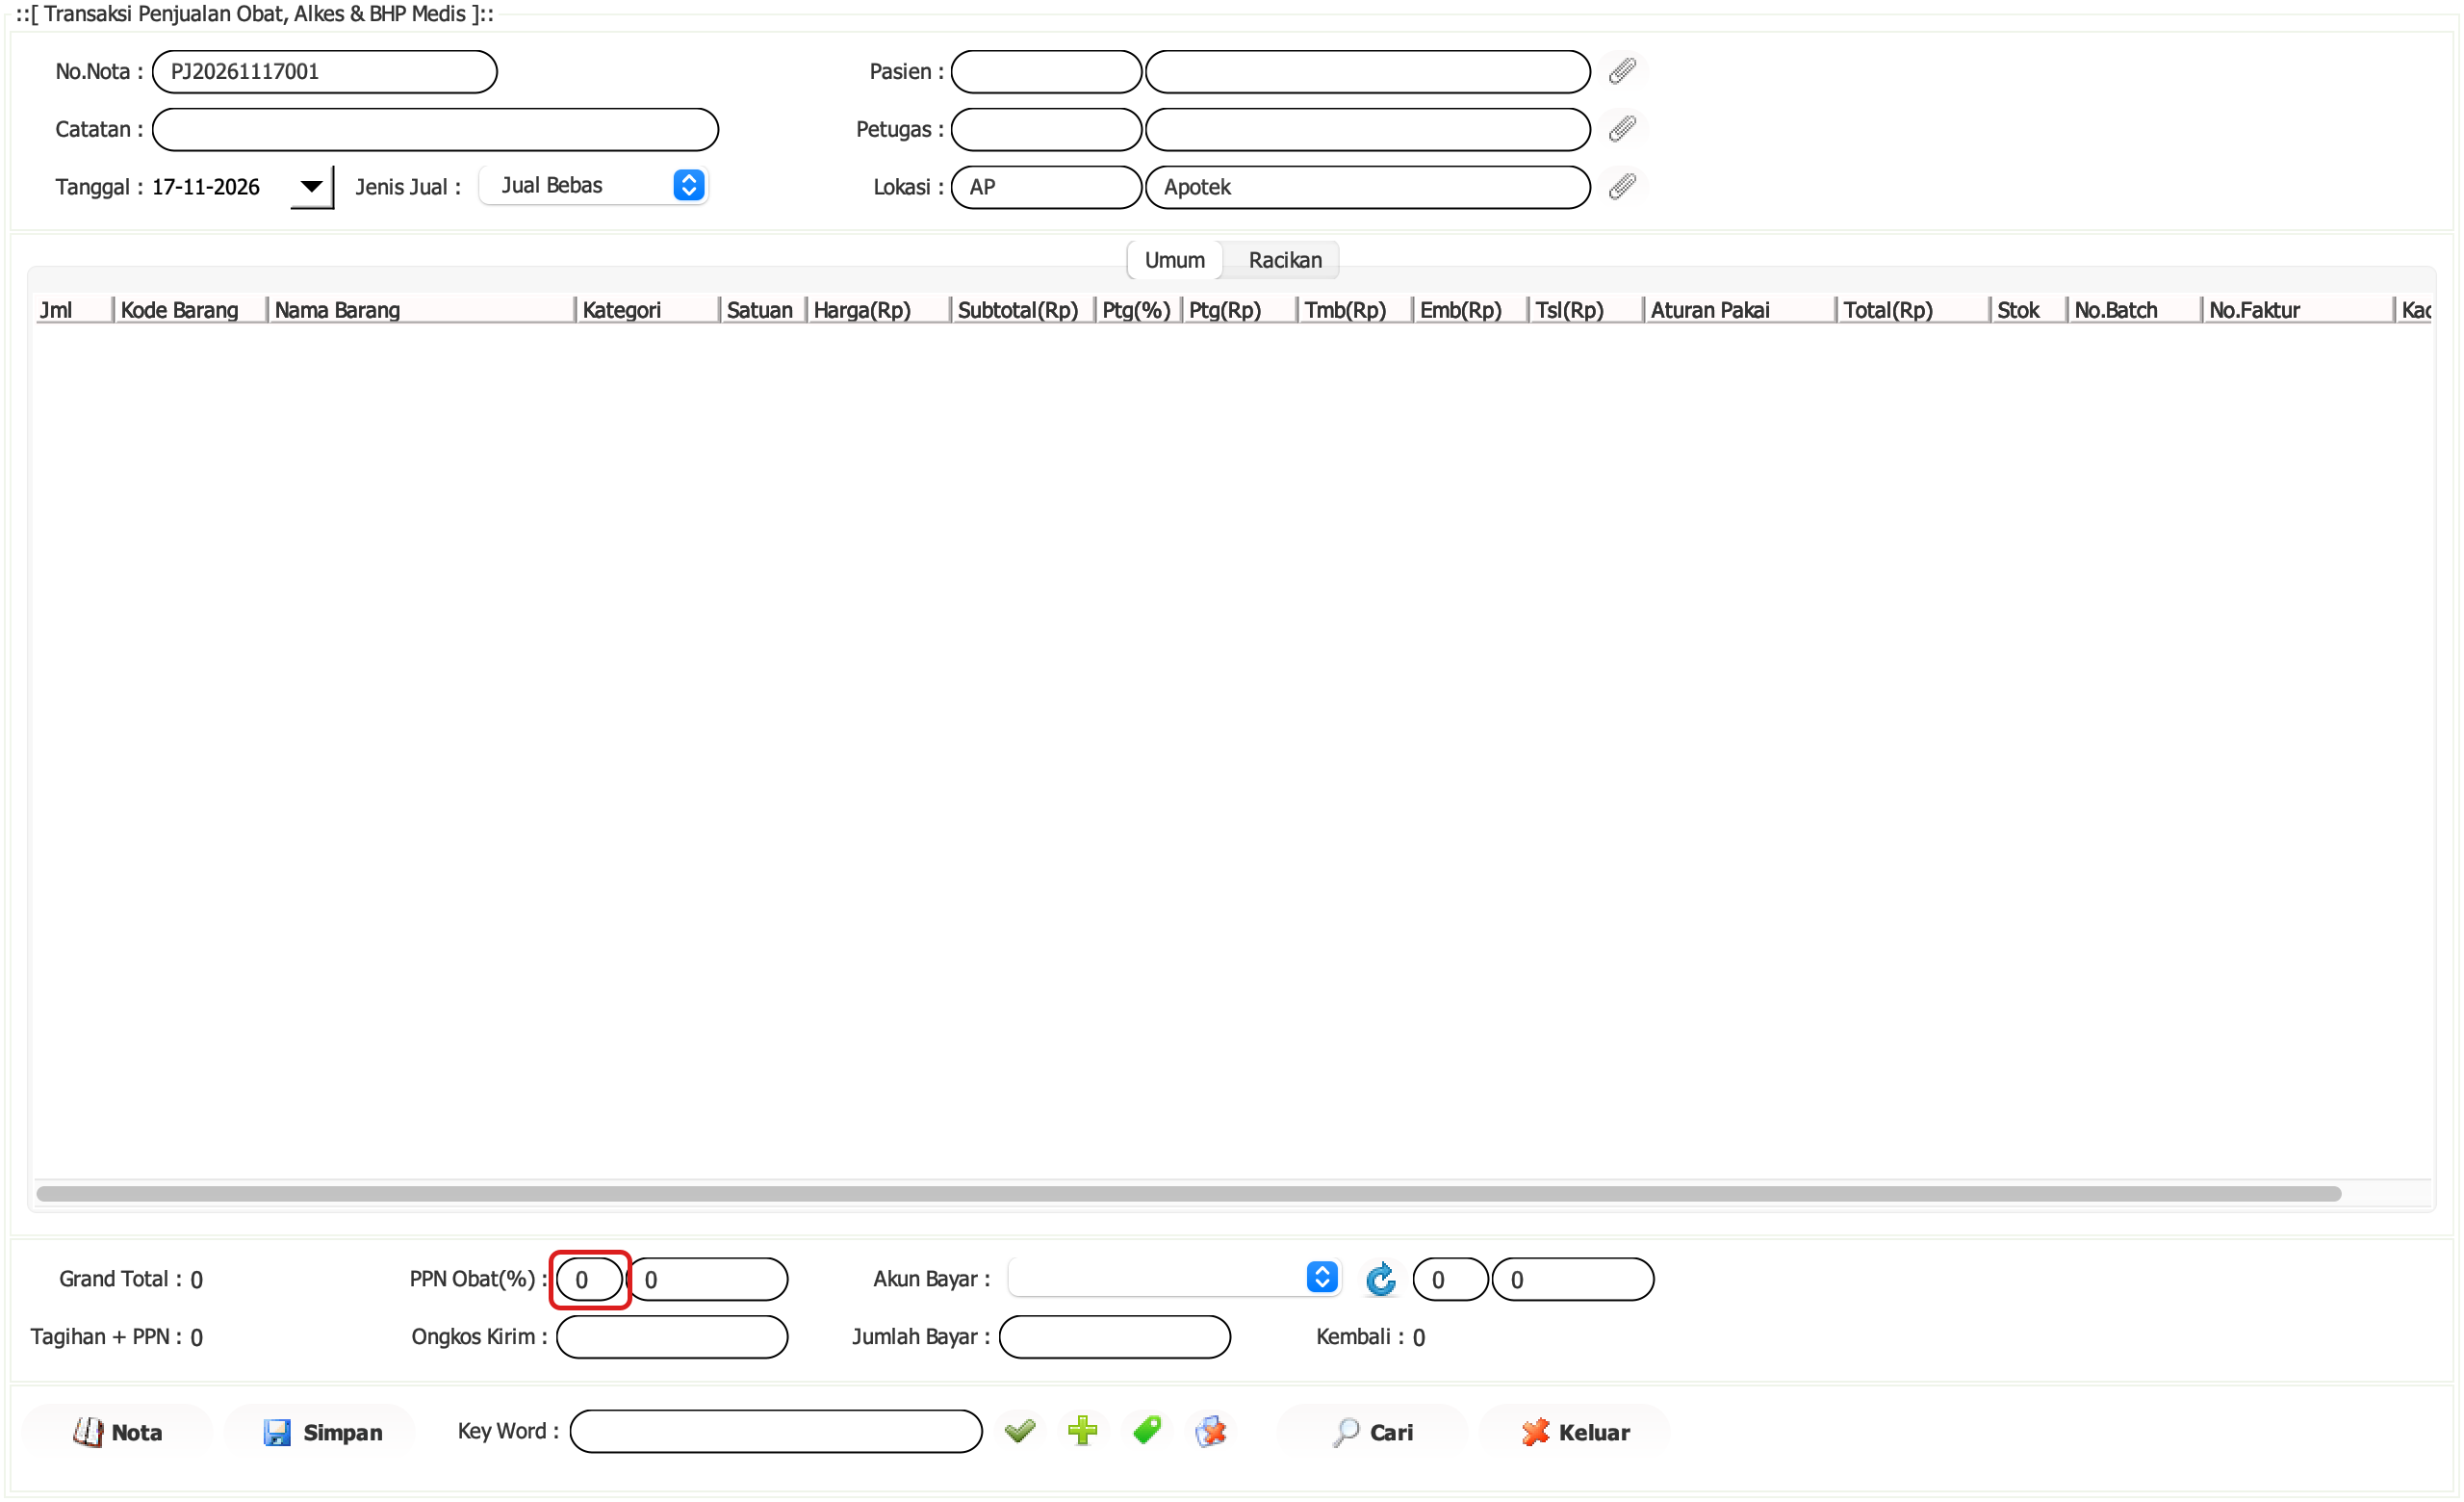 ::[ Transaksi Penjualan Obat, Alkes & BHP Medis ]::
No.Nota : PJ20261117001 Pasien :
Catatan : Petugas :
Tanggal : 17-11-2026 Jenis Jual : Jual Bebas Lokasi : AP Apotek
Umum Racikan
Jml Kode Barang Nama Barang Kategori Satuan Harga(Rp) Subtotal(Rp) Ptg(%) Ptg(Rp) Tmb(Rp) Emb(Rp) Tsl(Rp) Aturan Pakai Total(Rp) Stok No.Batch No.Faktur Kad
Grand Total : 0 PPN Obat(%) : 0 0 Akun Bayar : 0 0
Tagihan + PPN : 0 Ongkos Kirim : Jumlah Bayar : Kembali : 0
Nota Simpan Key Word : Cari Keluar